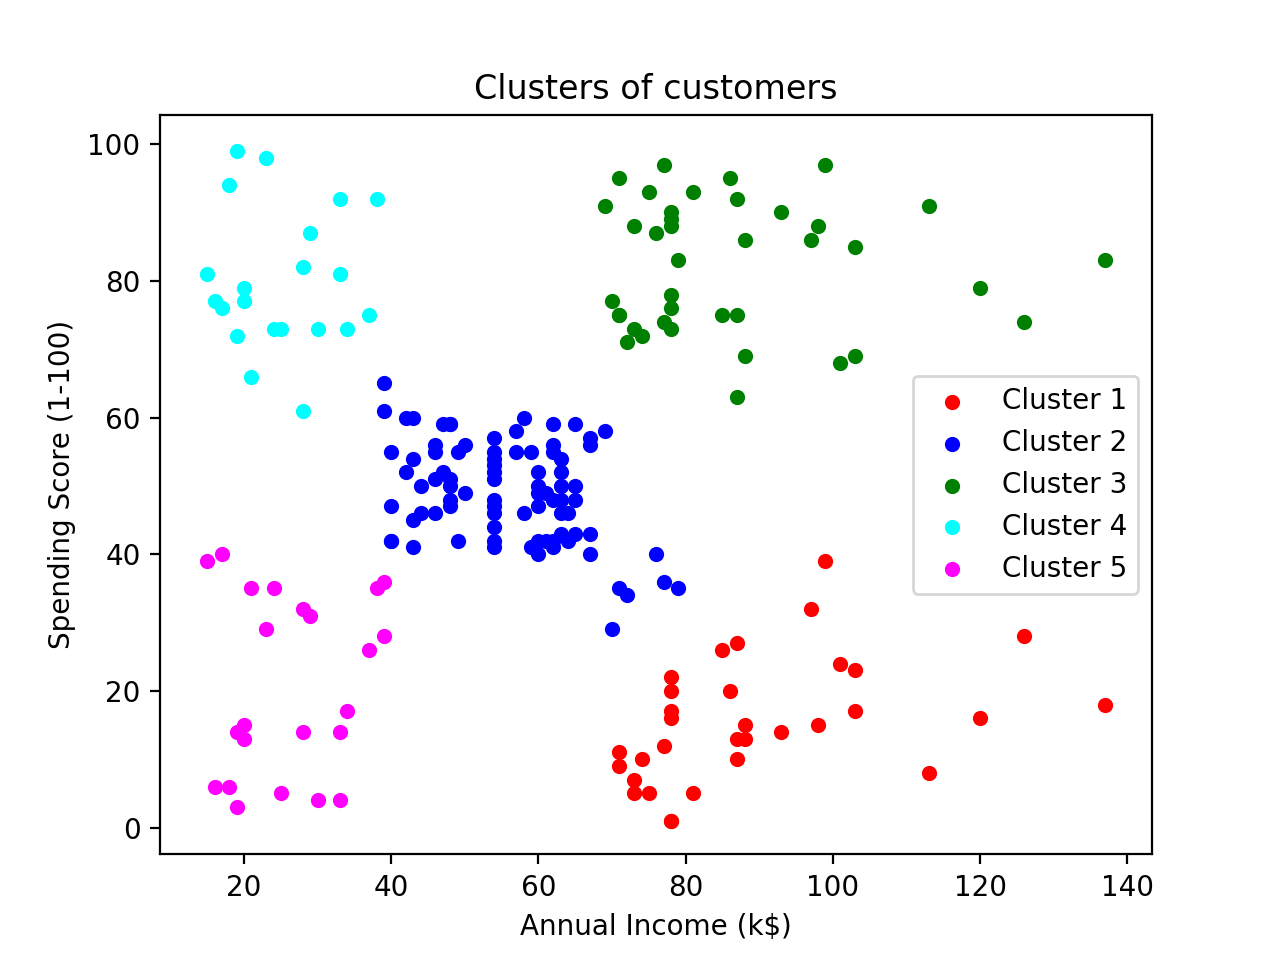 Clusters of customers
100
80
60
40
20
0
Spending Score (1-100)
Cluster 1
Cluster 2
Cluster 3
Cluster 4
Cluster 5
20 40 60 80 100 120 140
Annual Income (k$)